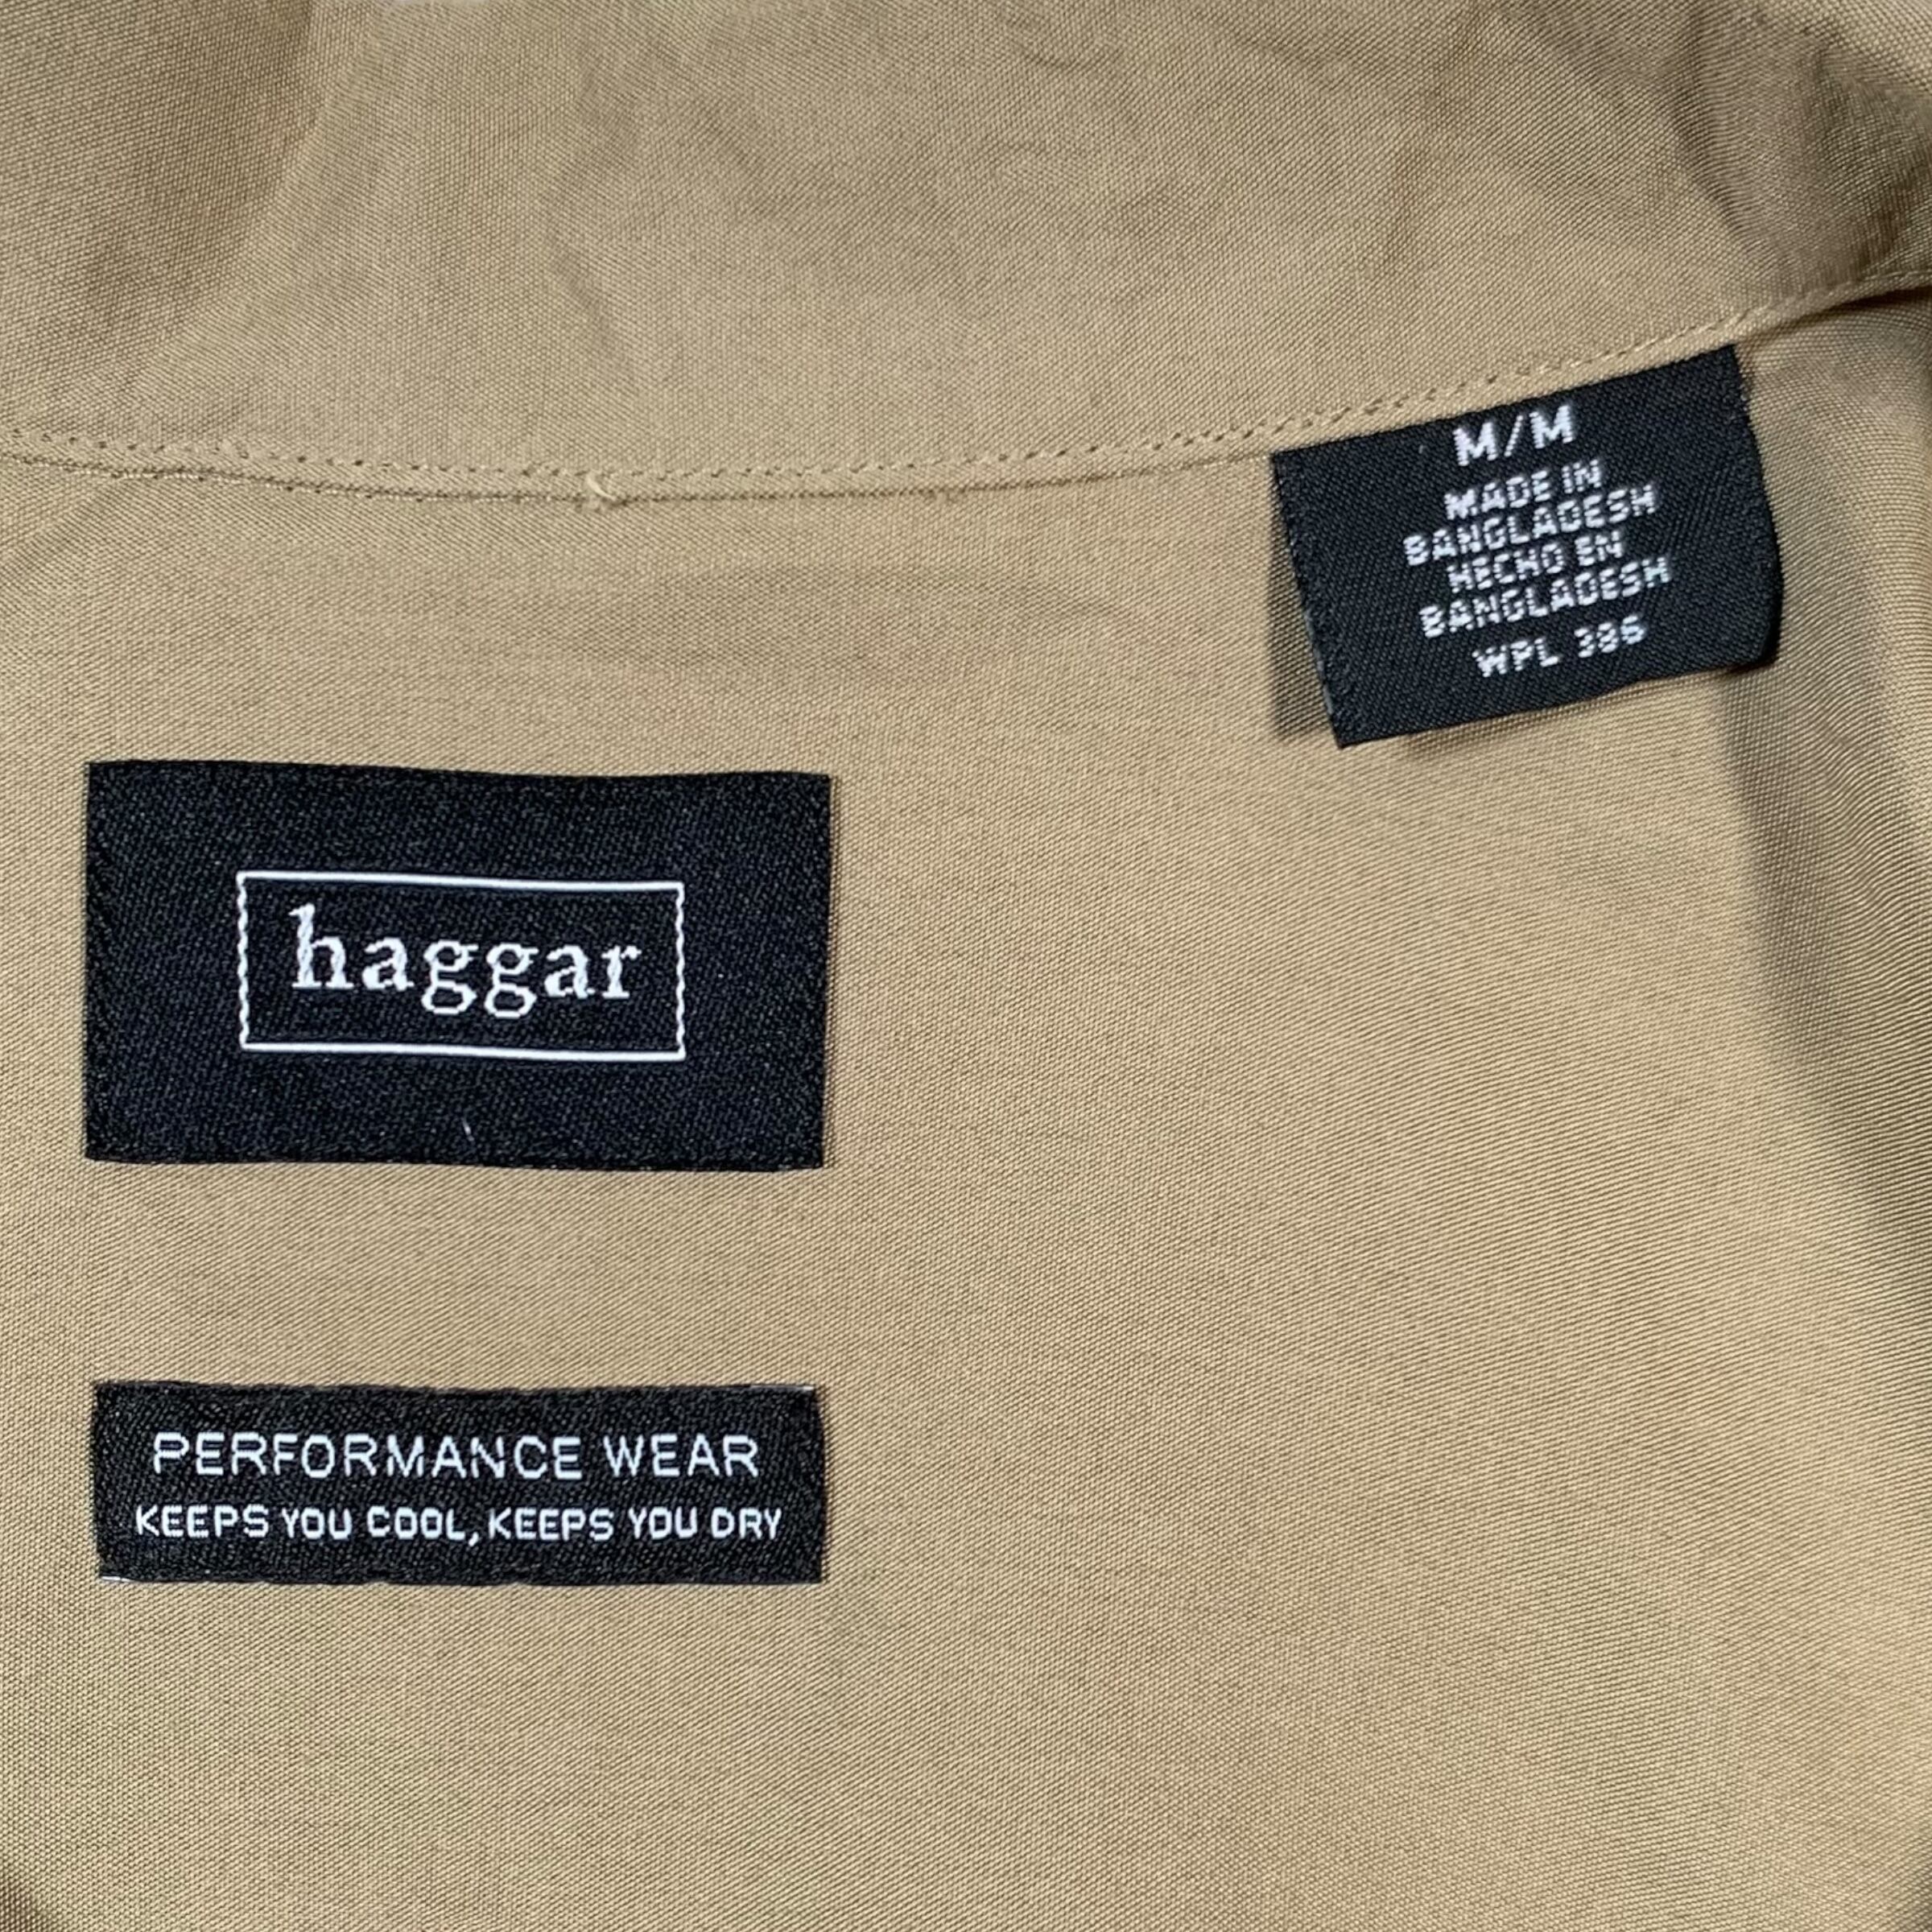 M/M
MADE IN
BANGLADESH
HECHO EN
BANGLADESH
WPL 386
haggar
PERFORMANCE WEAR
KEEPS YOU COOL, KEEPS YOU DRY